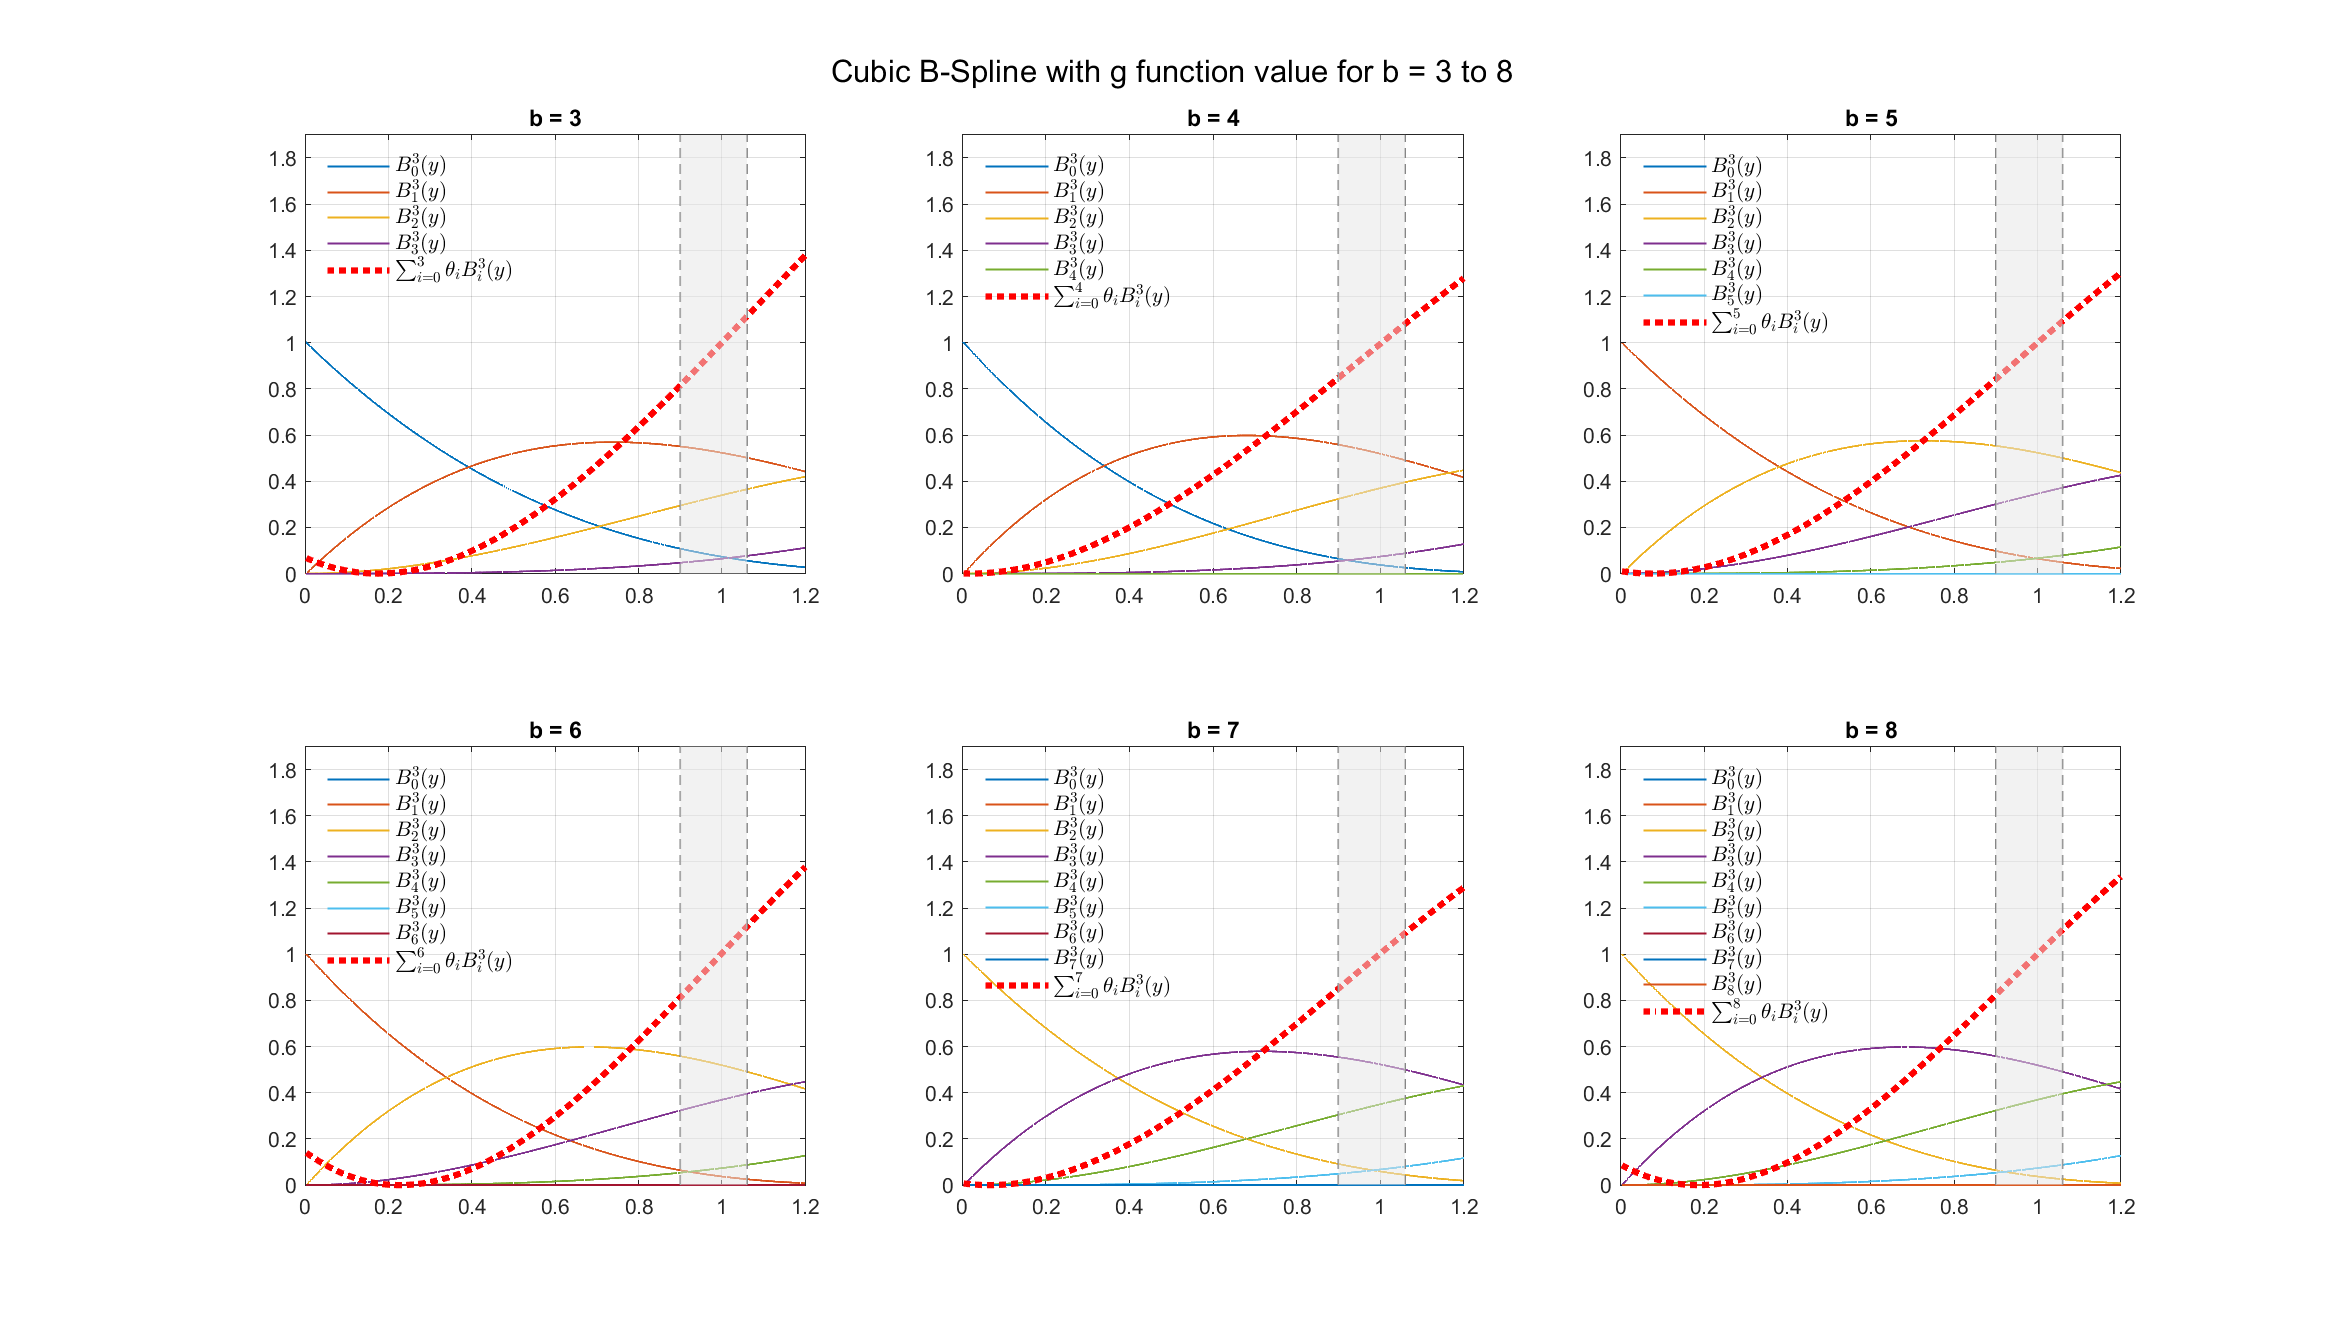 Cubic B-Spline with g function value for b = 3 to 8
b = 3
1.8
1.6
1.4
1.2
1
0.8
0.6
0.4
0.2
0
B_0^3(y)
B_1^3(y)
B_2^3(y)
B_3^3(y)
∑_{i=0}^3 θ_i B_i^3(y)
0 0.2 0.4 0.6 0.8 1 1.2
b = 4
1.8
1.6
1.4
1.2
1
0.8
0.6
0.4
0.2
0
B_0^3(y)
B_1^3(y)
B_2^3(y)
B_3^3(y)
B_4^3(y)
∑_{i=0}^4 θ_i B_i^3(y)
0 0.2 0.4 0.6 0.8 1 1.2
b = 5
1.8
1.6
1.4
1.2
1
0.8
0.6
0.4
0.2
0
B_0^3(y)
B_1^3(y)
B_2^3(y)
B_3^3(y)
B_4^3(y)
B_5^3(y)
∑_{i=0}^5 θ_i B_i^3(y)
0 0.2 0.4 0.6 0.8 1 1.2
b = 6
1.8
1.6
1.4
1.2
1
0.8
0.6
0.4
0.2
0
B_0^3(y)
B_1^3(y)
B_2^3(y)
B_3^3(y)
B_4^3(y)
B_5^3(y)
B_6^3(y)
∑_{i=0}^6 θ_i B_i^3(y)
0 0.2 0.4 0.6 0.8 1 1.2
b = 7
1.8
1.6
1.4
1.2
1
0.8
0.6
0.4
0.2
0
B_0^3(y)
B_1^3(y)
B_2^3(y)
B_3^3(y)
B_4^3(y)
B_5^3(y)
B_6^3(y)
B_7^3(y)
∑_{i=0}^7 θ_i B_i^3(y)
0 0.2 0.4 0.6 0.8 1 1.2
b = 8
1.8
1.6
1.4
1.2
1
0.8
0.6
0.4
0.2
0
B_0^3(y)
B_1^3(y)
B_2^3(y)
B_3^3(y)
B_4^3(y)
B_5^3(y)
B_6^3(y)
B_7^3(y)
B_8^3(y)
∑_{i=0}^8 θ_i B_i^3(y)
0 0.2 0.4 0.6 0.8 1 1.2